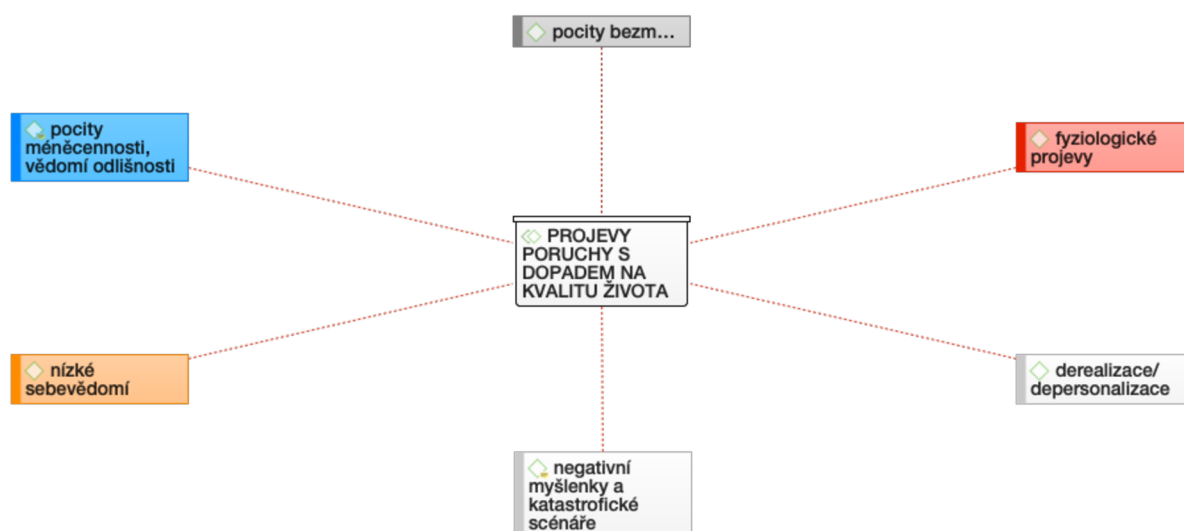 pocity bezm...
pocity
méněcennosti,
vědomí odlišnosti
fyziologické
projevy
PROJEVY
PORUCHY S
DOPADEM NA
KVALITU ŽIVOTA
nízké
sebevědomí
derealizace/
depersonalizace
negativní
myšlenky a
katastrofické
scénáře